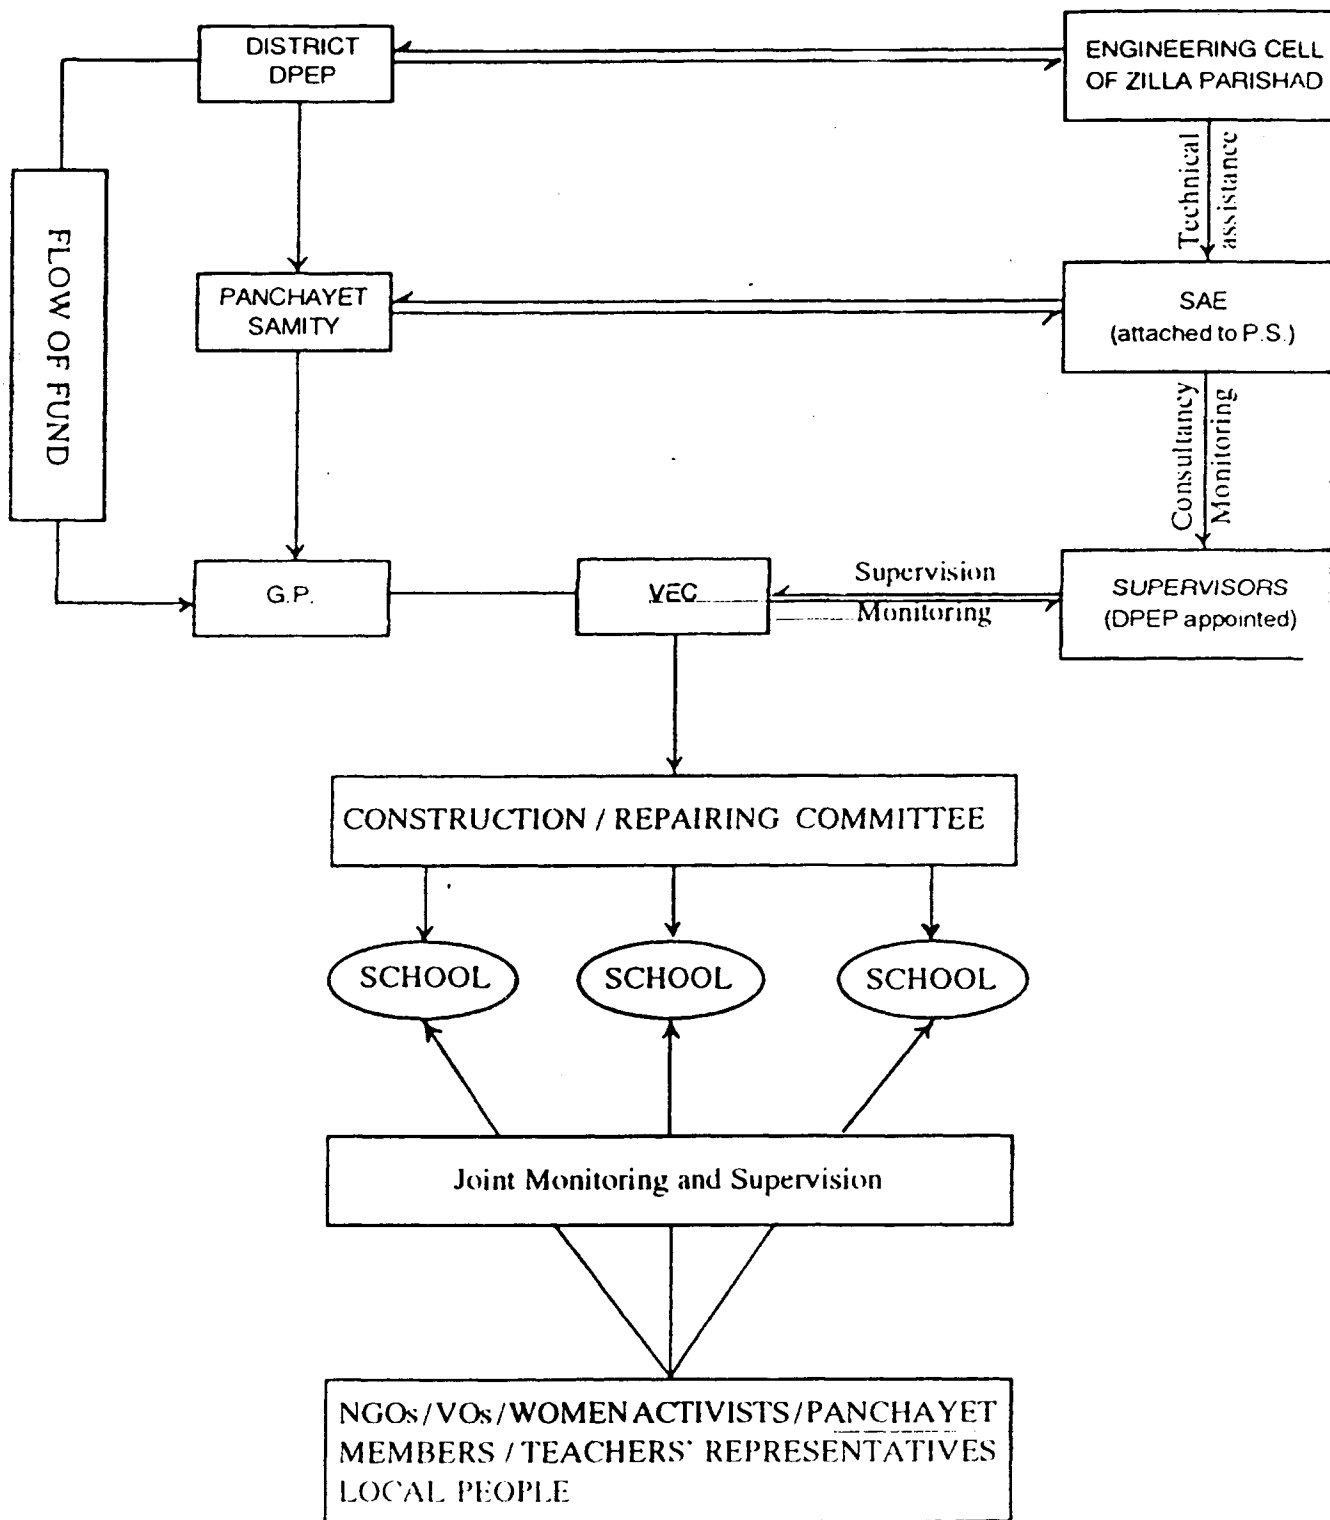 DISTRICT
DPEP
ENGINEERING CELL
OF ZILLA PARISHAD
Technical
assistance
FLOW OF FUND
PANCHAYET
SAMITY
SAE
(attached to P.S.)
Consultancy
Monitoring
G.P.
VEC
Supervision
Monitoring
SUPERVISORS
(DPEP appointed)
CONSTRUCTION / REPAIRING COMMITTEE
SCHOOL
SCHOOL
SCHOOL
Joint Monitoring and Supervision
NGOs / VOs / WOMEN ACTIVISTS / PANCHAYET
MEMBERS / TEACHERS' REPRESENTATIVES
LOCAL PEOPLE